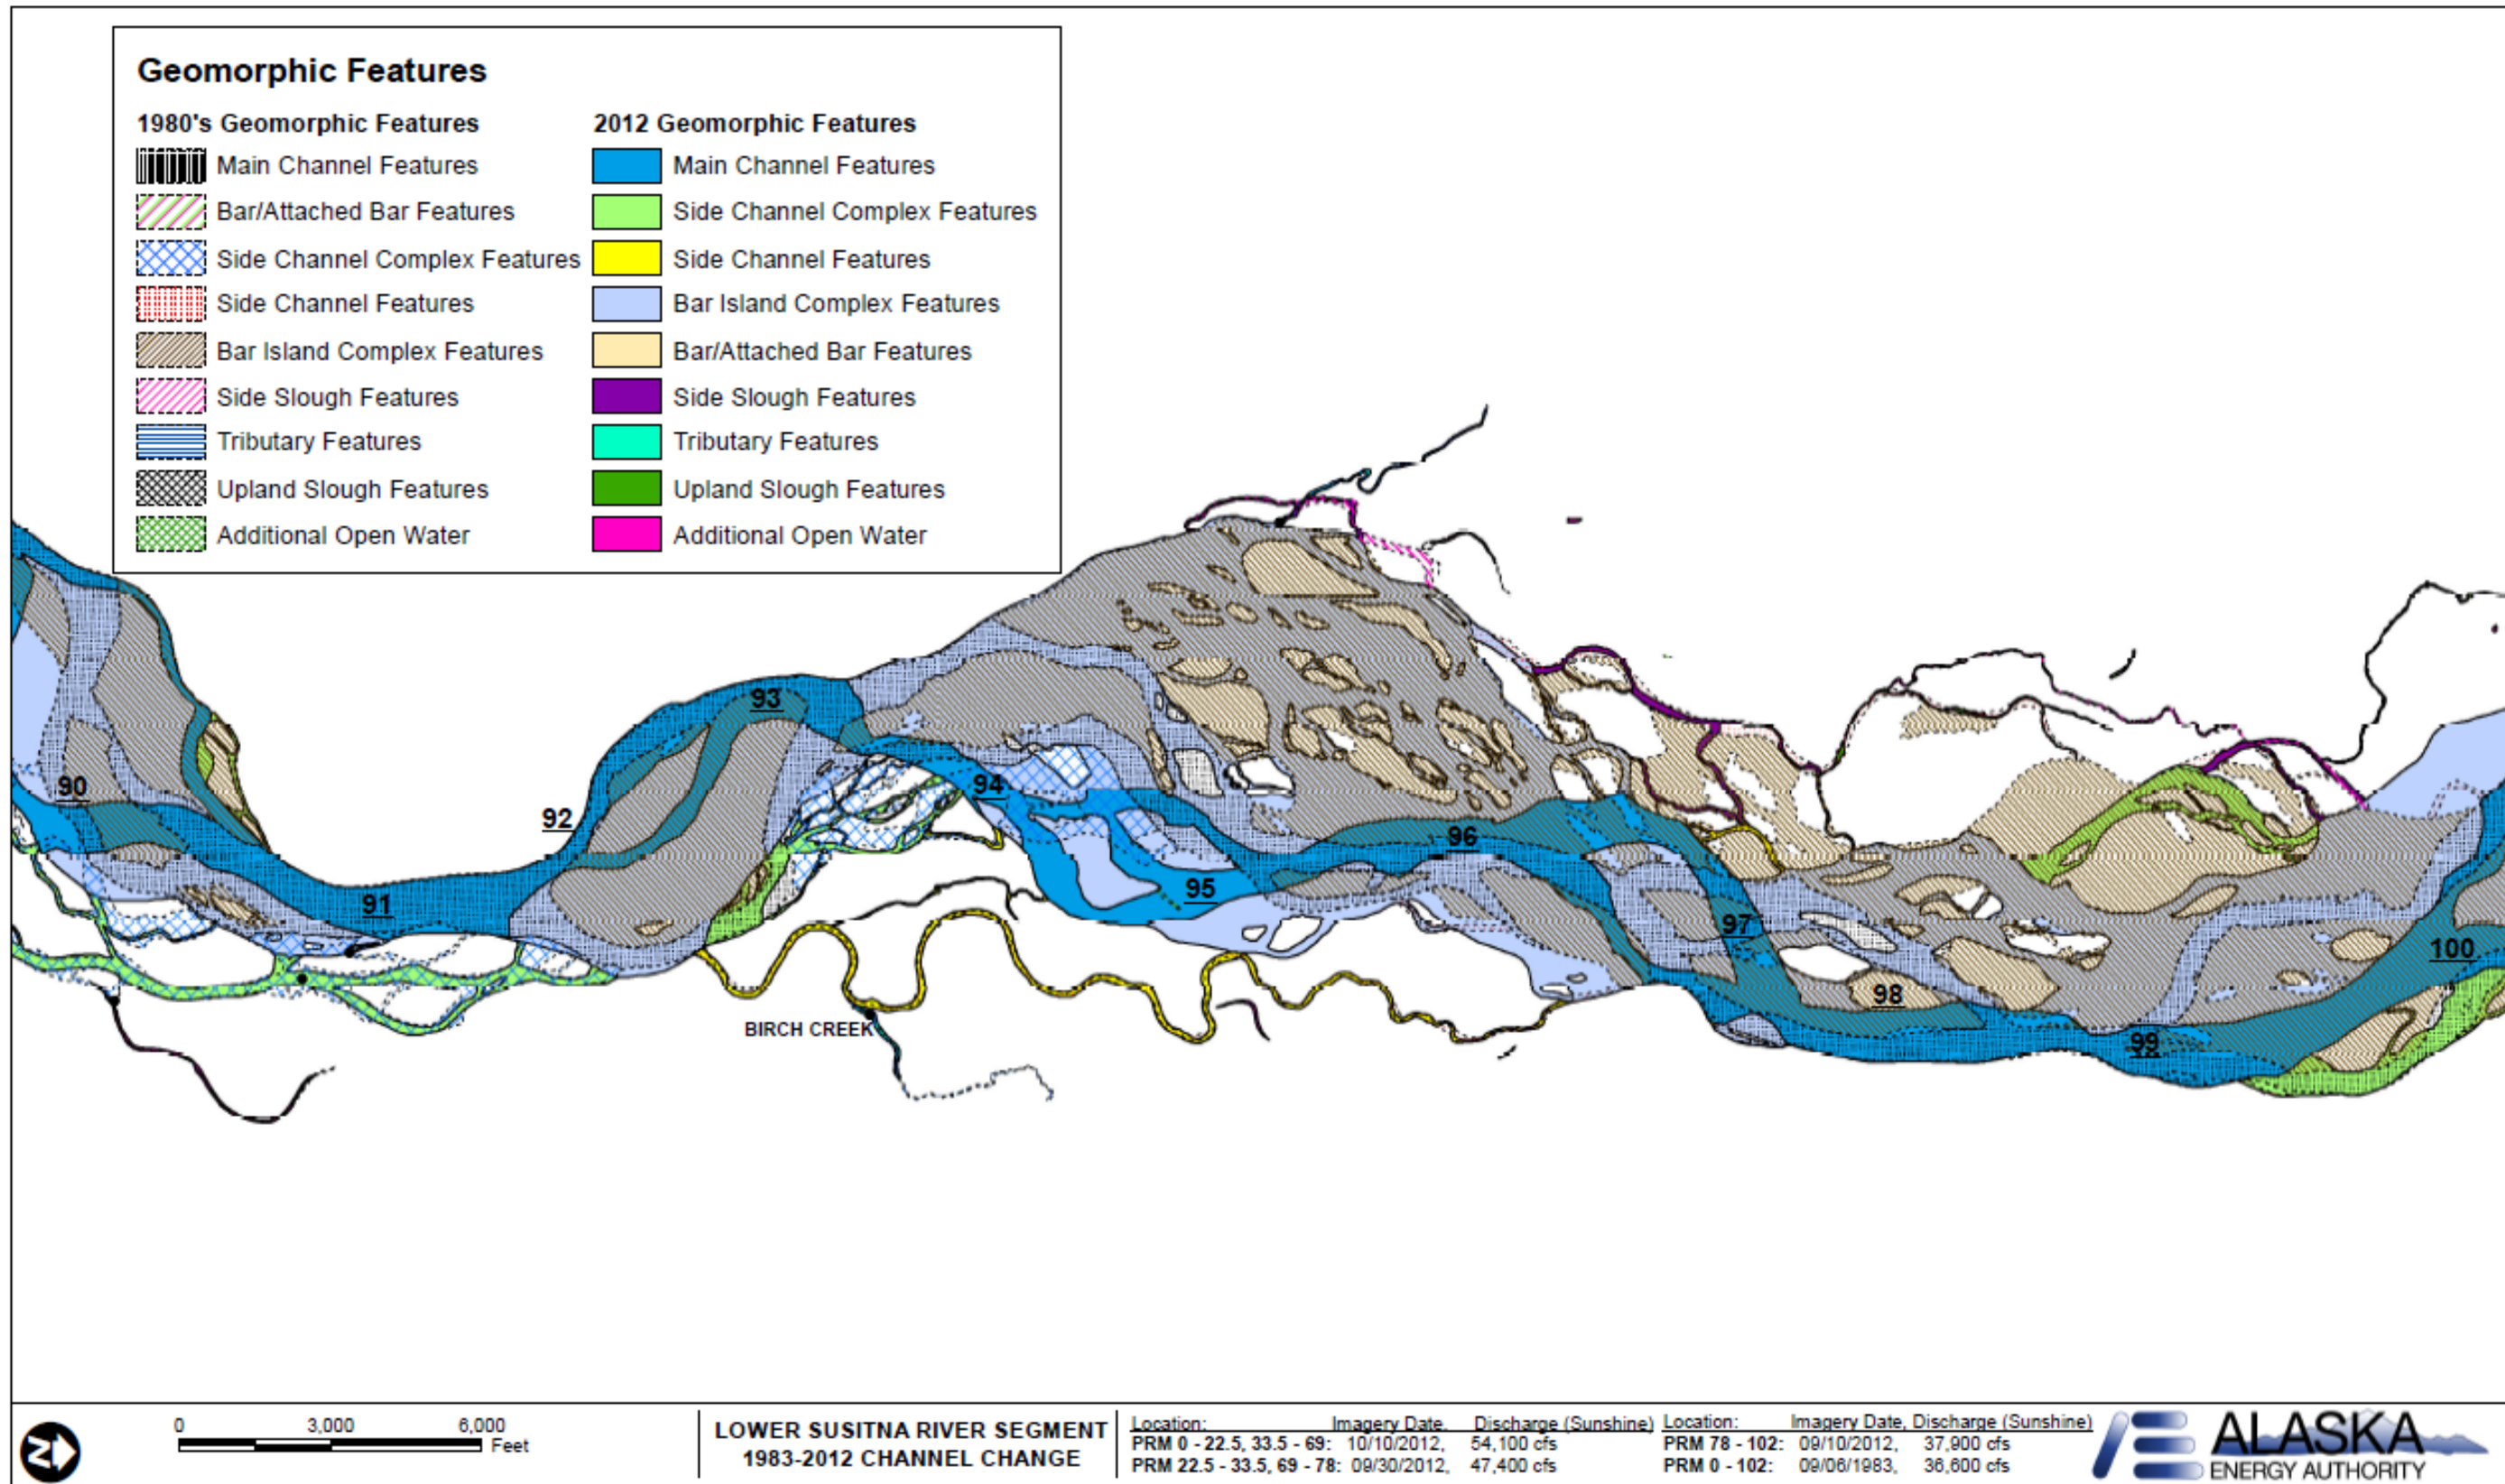 Geomorphic Features
1980's Geomorphic Features
Main Channel Features
Bar/Attached Bar Features
Side Channel Complex Features
Side Channel Features
Bar Island Complex Features
Side Slough Features
Tributary Features
Upland Slough Features
Additional Open Water
2012 Geomorphic Features
Main Channel Features
Side Channel Complex Features
Side Channel Features
Bar Island Complex Features
Bar/Attached Bar Features
Side Slough Features
Tributary Features
Upland Slough Features
Additional Open Water
90
91
92
93
94
95
96
97
98
99
100
BIRCH CREEK
N
0 3,000 6,000
Feet
LOWER SUSITNA RIVER SEGMENT
1983-2012 CHANNEL CHANGE
Location: Imagery Date, Discharge (Sunshine)
PRM 0 - 22.5, 33.5 - 69: 10/10/2012, 54,100 cfs
PRM 22.5 - 33.5, 69 - 78: 09/30/2012, 47,400 cfs
Location: Imagery Date, Discharge (Sunshine)
PRM 78 - 102: 09/10/2012, 37,900 cfs
PRM 0 - 102: 09/06/1983, 36,600 cfs
ALASKA
ENERGY AUTHORITY